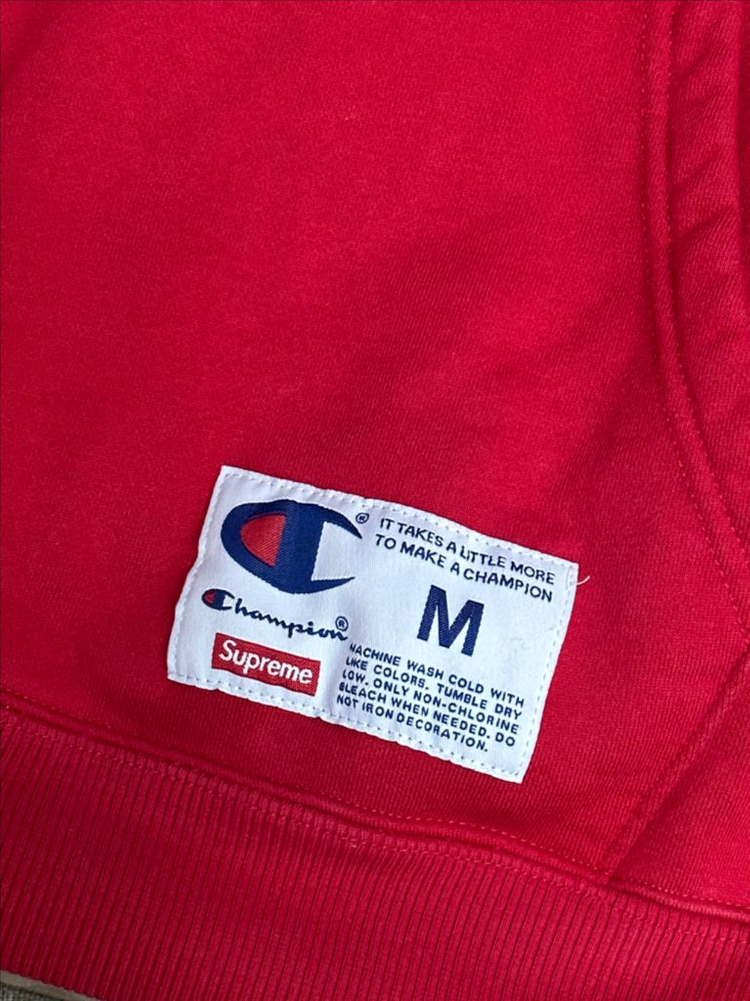 IT TAKES A LITTLE MORE
TO MAKE A CHAMPION
Champion®
M
Supreme
MACHINE WASH COLD WITH
LIKE COLORS. TUMBLE DRY
LOW. ONLY NON-CHLORINE
BLEACH WHEN NEEDED. DO
NOT IRON DECORATION.